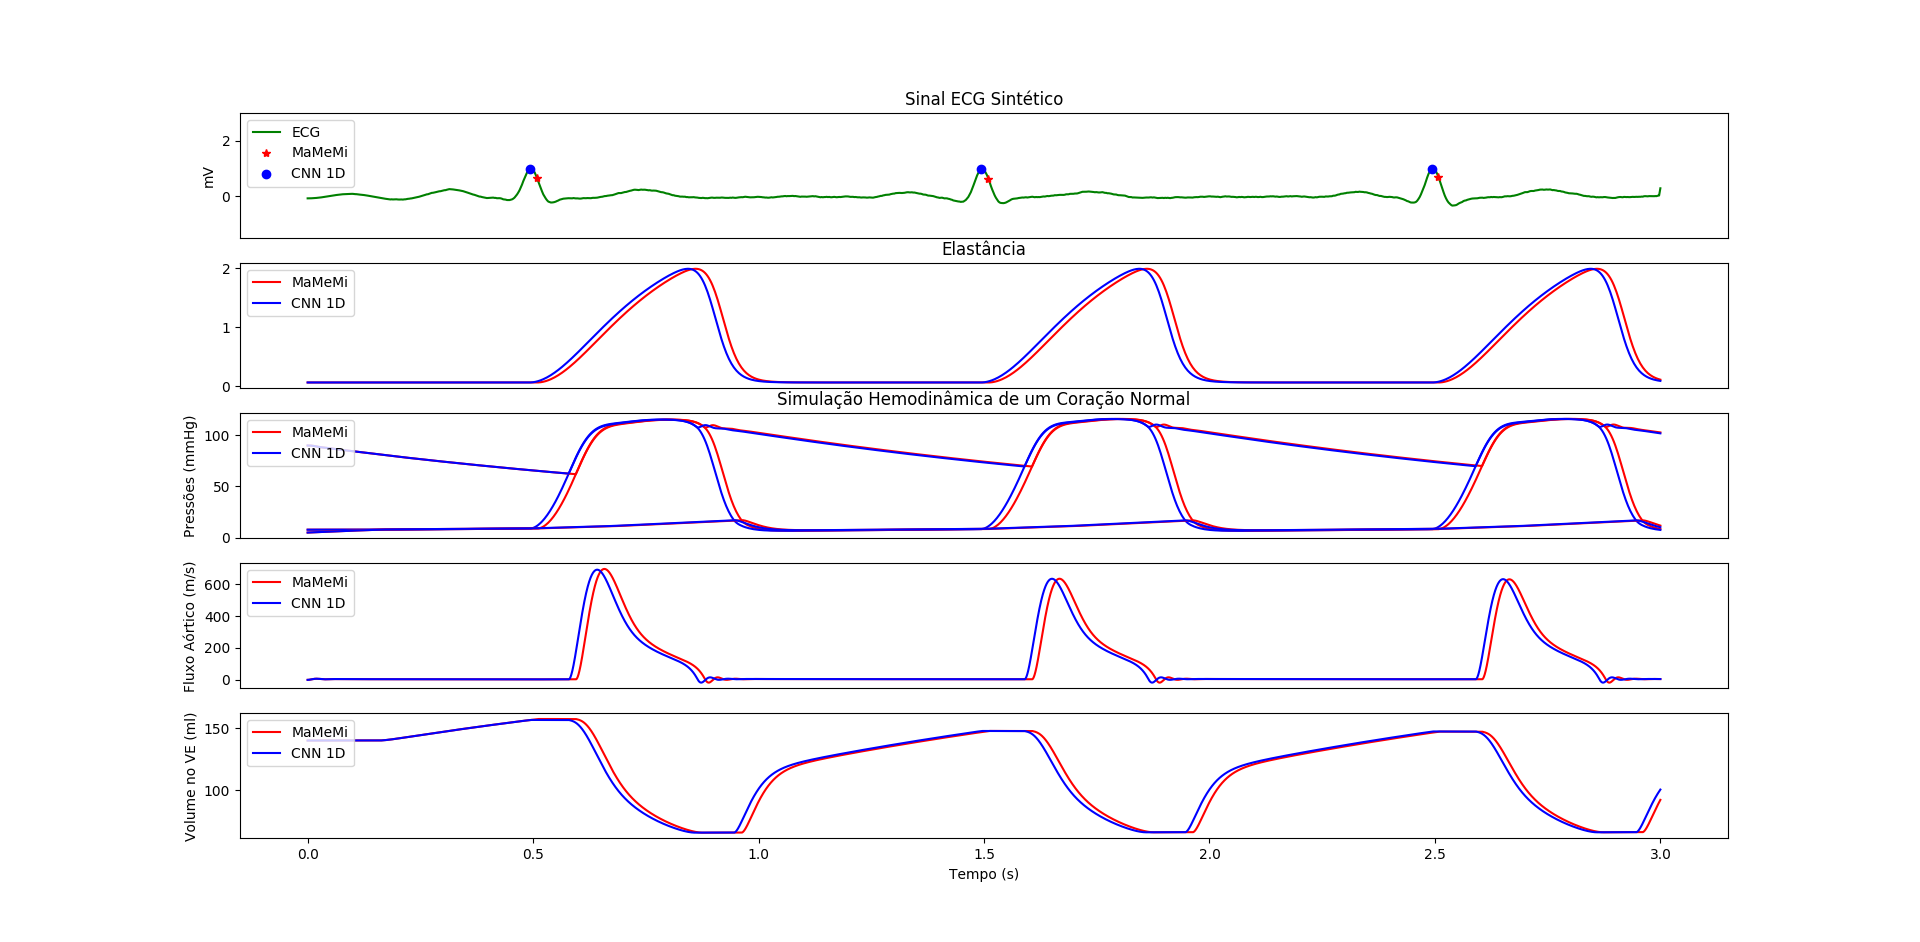 Sinal ECG Sintético
mV
2
0
ECG
MaMeMi
CNN 1D
Elastância
2
1
0
MaMeMi
CNN 1D
Simulação Hemodinâmica de um Coração Normal
Pressões (mmHg)
100
50
0
MaMeMi
CNN 1D
Fluxo Aórtico (m/s)
600
400
200
0
MaMeMi
CNN 1D
Volume no VE (ml)
150
100
MaMeMi
CNN 1D
0.0 0.5 1.0 1.5 2.0 2.5 3.0
Tempo (s)